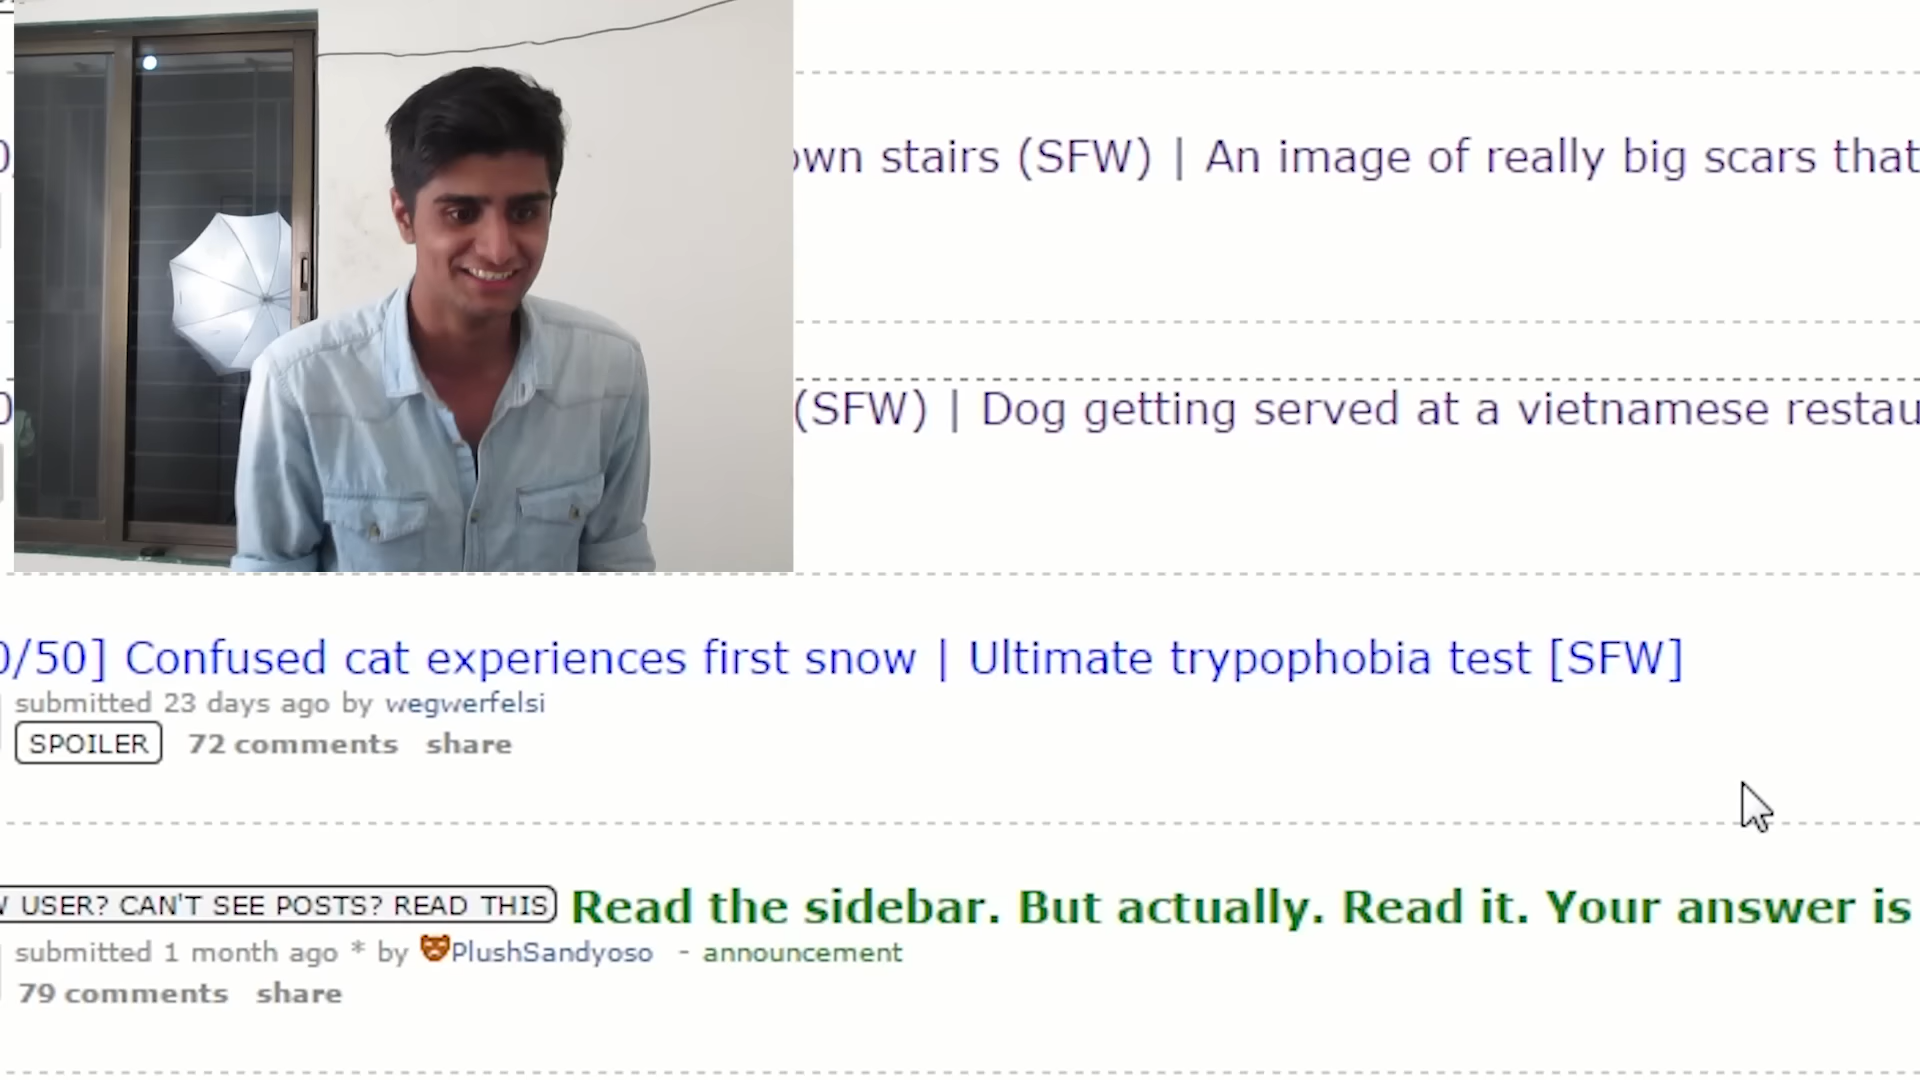 own stairs (SFW) | An image of really big scars that
(SFW) | Dog getting served at a vietnamese restau
0/50] Confused cat experiences first snow | Ultimate trypophobia test [SFW]
submitted 23 days ago by wegwerfelsi
SPOILER 72 comments share
W USER? CAN'T SEE POSTS? READ THIS Read the sidebar. But actually. Read it. Your answer is
submitted 1 month ago * by PlushSandyoso - announcement
79 comments share